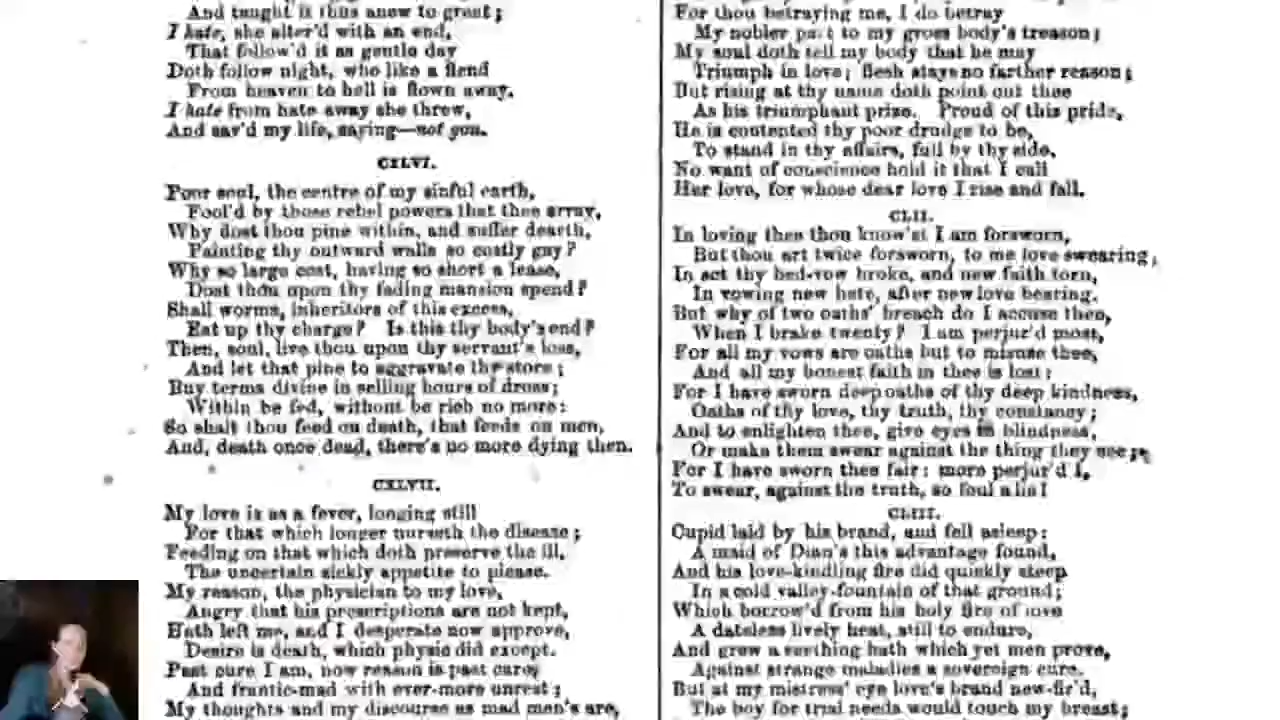 And taught it thus anew to greet;
I hate, she alter'd with an end,
That follow'd it as gentle day
Doth follow night, who like a fiend
From heaven to hell is flown away.
I hate from hate away she threw,
And sav'd my life, saying—not you.
CXLVI.
Poor soul, the centre of my sinful earth,
Fool'd by those rebel powers that thee array,
Why dost thou pine within, and suffer dearth,
Painting thy outward walls so costly gay?
Why so large cost, having so short a lease,
Dost thou upon thy fading mansion spend?
Shall worms, inheritors of this excess,
Eat up thy charge? Is this thy body's end?
Then, soul, live thou upon thy servant's loss,
And let that pine to aggravate thy store;
Buy terms divine in selling hours of dross;
Within be fed, without be rich no more:
So shalt thou feed on death, that feeds on men,
And, death once dead, there's no more dying then.
CXLVII.
My love is as a fever, longing still
For that which longer nurseth the disease;
Feeding on that which doth preserve the ill,
The uncertain sickly appetite to please.
My reason, the physician to my love,
Angry that his prescriptions are not kept,
Hath left me, and I desperate now approve,
Desire is death, which physic did except.
Past cure I am, now reason is past care,
And frantic-mad with ever-more unrest;
My thoughts and my discourse as mad men's are,
For thou betraying me, I do betray
My nobler part to my gross body's treason;
My soul doth tell my body that he may
Triumph in love; flesh stays no farther reason;
But rising at thy name doth point out thee
As his triumphant prize. Proud of this pride,
He is contented thy poor drudge to be,
To stand in thy affairs, fall by thy side.
No want of conscience hold it that I call
Her love, for whose dear love I rise and fall.
CLII.
In loving thee thou know'st I am forsworn,
But thou art twice forsworn, to me love swearing;
In act thy bed-vow broke, and new faith torn,
In vowing new hate, after new love bearing.
But why of two oaths' breach do I accuse thee,
When I brake twenty? I am perjur'd most,
For all my vows are oaths but to misuse thee,
And all my honest faith in thee is lost:
For I have sworn deep oaths of thy deep kindness,
Oaths of thy love, thy truth, thy constancy;
And to enlighten thee, give eyes to blindness,
Or make them swear against the thing they see;
For I have sworn thee fair: more perjur'd I,
To swear, against the truth, so foul a lie!
CLIII.
Cupid laid by his brand, and fell asleep:
A maid of Dian's this advantage found,
And his love-kindling fire did quickly steep
In a cold valley-fountain of that ground;
Which borrow'd from his holy fire of love
A dateless lively heat, still to endure,
And grew a seething bath which yet men prove,
Against strange maladies a sovereign cure.
But at my mistress' eye love's brand new-fir'd,
The boy for trial needs would touch my breast;